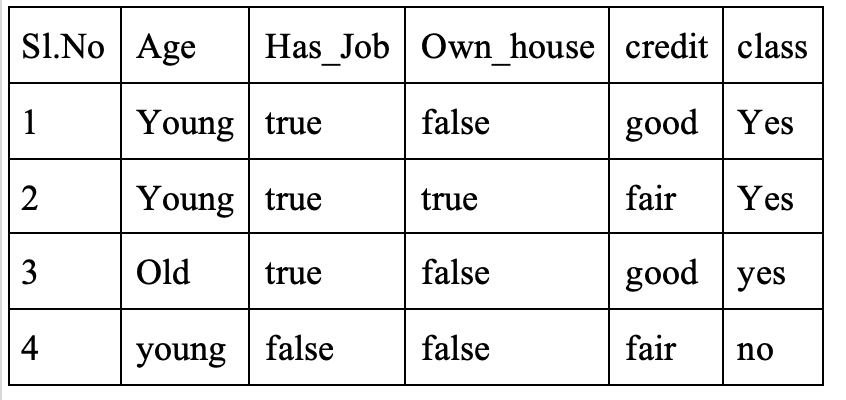 Sl.No Age Has_Job Own_house credit class
1 Young true false good Yes
2 Young true true fair Yes
3 Old true false good yes
4 young false false fair no